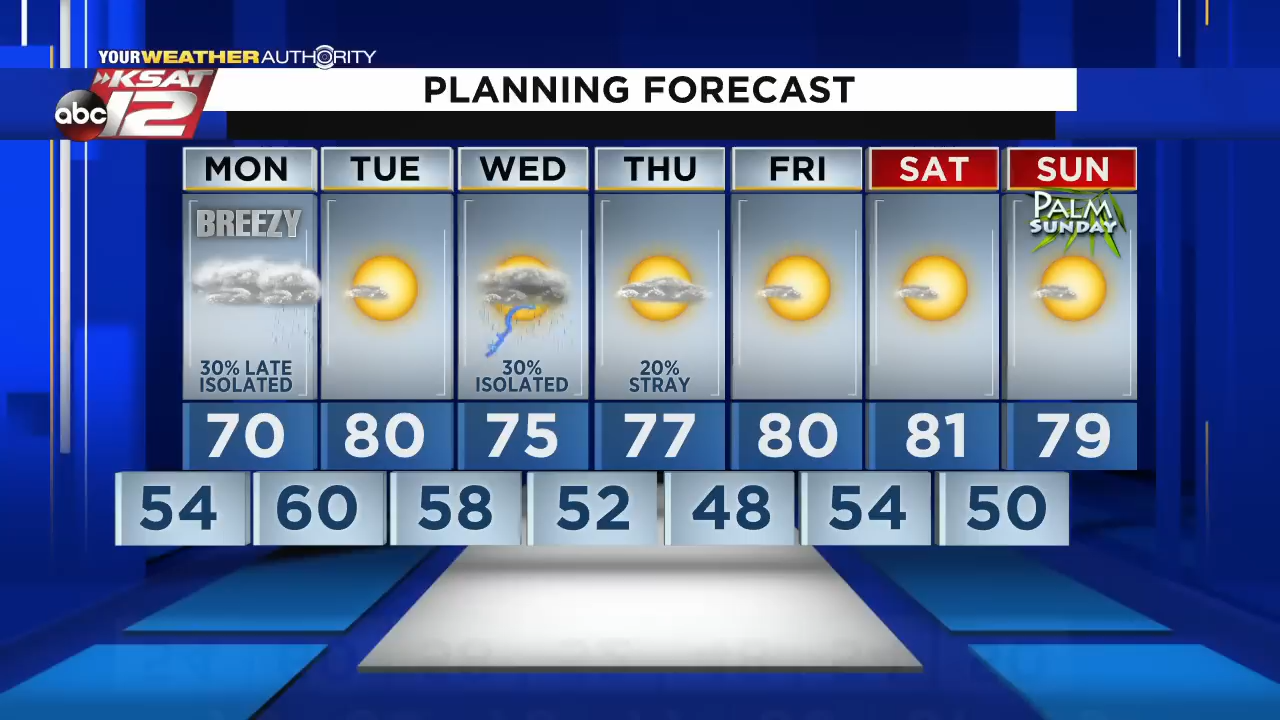 YOURWEATHERAUTHORITY
KSAT
abc 12
PLANNING FORECAST
MON TUE WED THU FRI SAT SUN
BREEZY
PALM
SUNDAY
30% LATE
ISOLATED
30%
ISOLATED
20%
STRAY
70 80 75 77 80 81 79
54 60 58 52 48 54 50